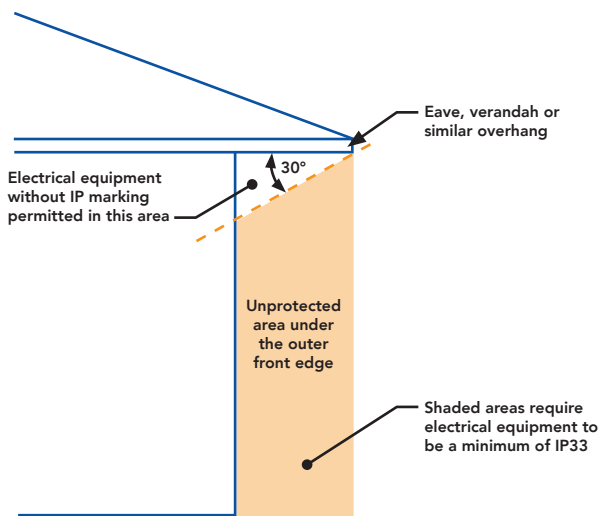 Eave, verandah or
similar overhang
30°
Electrical equipment
without IP marking
permitted in this area
Unprotected
area under
the outer
front edge
Shaded areas require
electrical equipment to
be a minimum of IP33